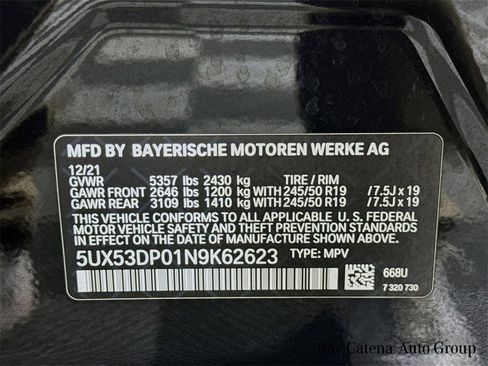 MFD BY BAYERISCHE MOTOREN WERKE AG
12/21
GVWR 5357 lbs 2430 kg TIRE / RIM
GAWR FRONT 2646 lbs 1200 kg WITH 245/50 R19 / 7.5J x 19
GAWR REAR 3109 lbs 1410 kg WITH 245/50 R19 / 7.5J x 19
THIS VEHICLE CONFORMS TO ALL APPLICABLE U. S. FEDERAL
MOTOR VEHICLE SAFETY AND THEFT PREVENTION STANDARDS
IN EFFECT ON THE DATE OF MANUFACTURE SHOWN ABOVE.
5UX53DP01N9K62623 TYPE: MPV
668U
7 320 730
Ray Catena Auto Group